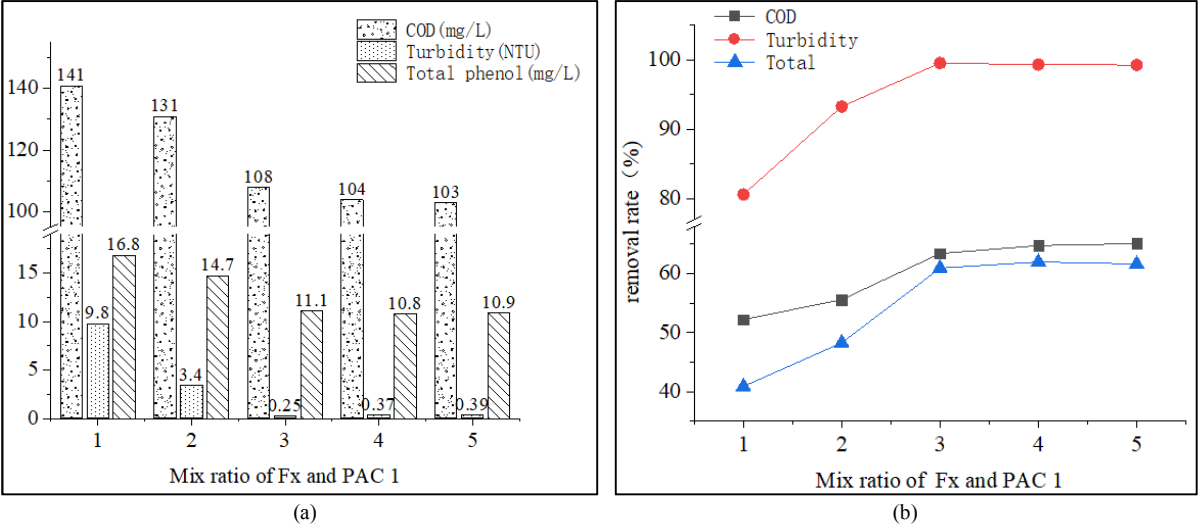 COD(mg/L)
Turbidity(NTU)
Total phenol(mg/L)
141
131
108
104
103
16.8
14.7
11.1
10.8
10.9
9.8
3.4
0.25
0.37
0.39
140
120
100
15
10
5
0
1 2 3 4 5
Mix ratio of Fx and PAC 1
(a)
COD
Turbidity
Total
removal rate (%)
100
90
80
60
50
40
1 2 3 4 5
Mix ratio of Fx and PAC 1
(b)